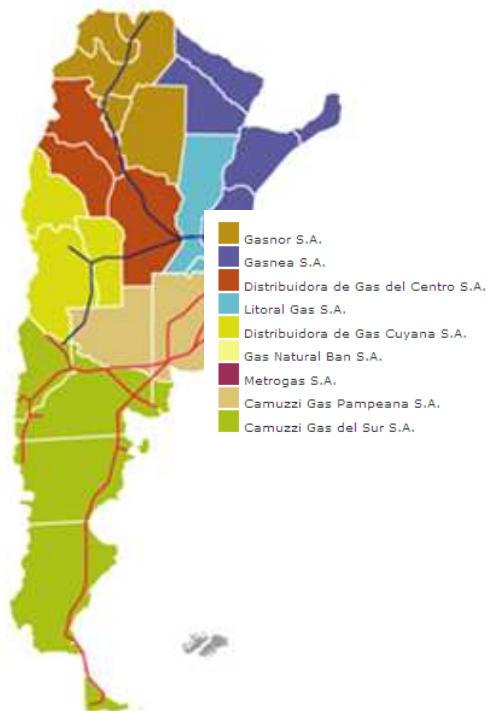 Gasnor S.A.
Gasnea S.A.
Distribuidora de Gas del Centro S.A.
Litoral Gas S.A.
Distribuidora de Gas Cuyana S.A.
Gas Natural Ban S.A.
Metrogas S.A.
Camuzzi Gas Pampeana S.A.
Camuzzi Gas del Sur S.A.